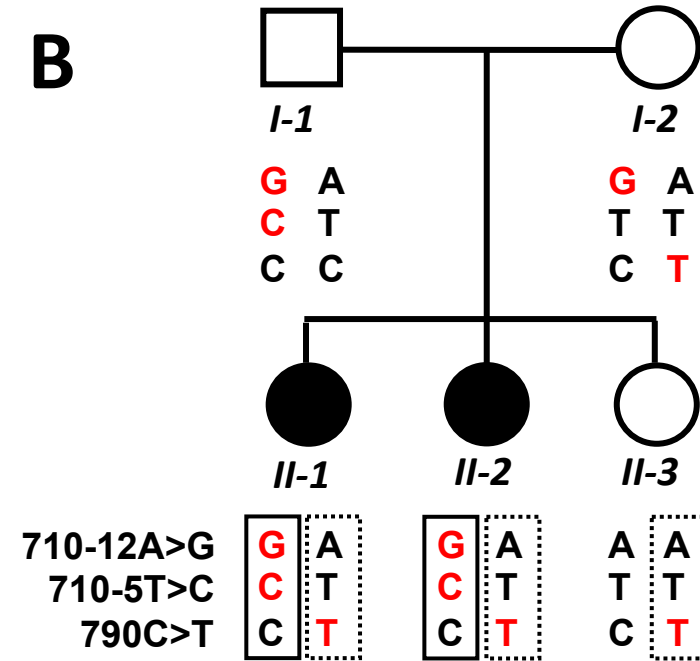 B
I-1 I-2
G A G A
C T T T
C C C T
II-1 II-2 II-3
710-12A>G G A G A A A
710-5T>C C T C T T T
790C>T C T C T C T